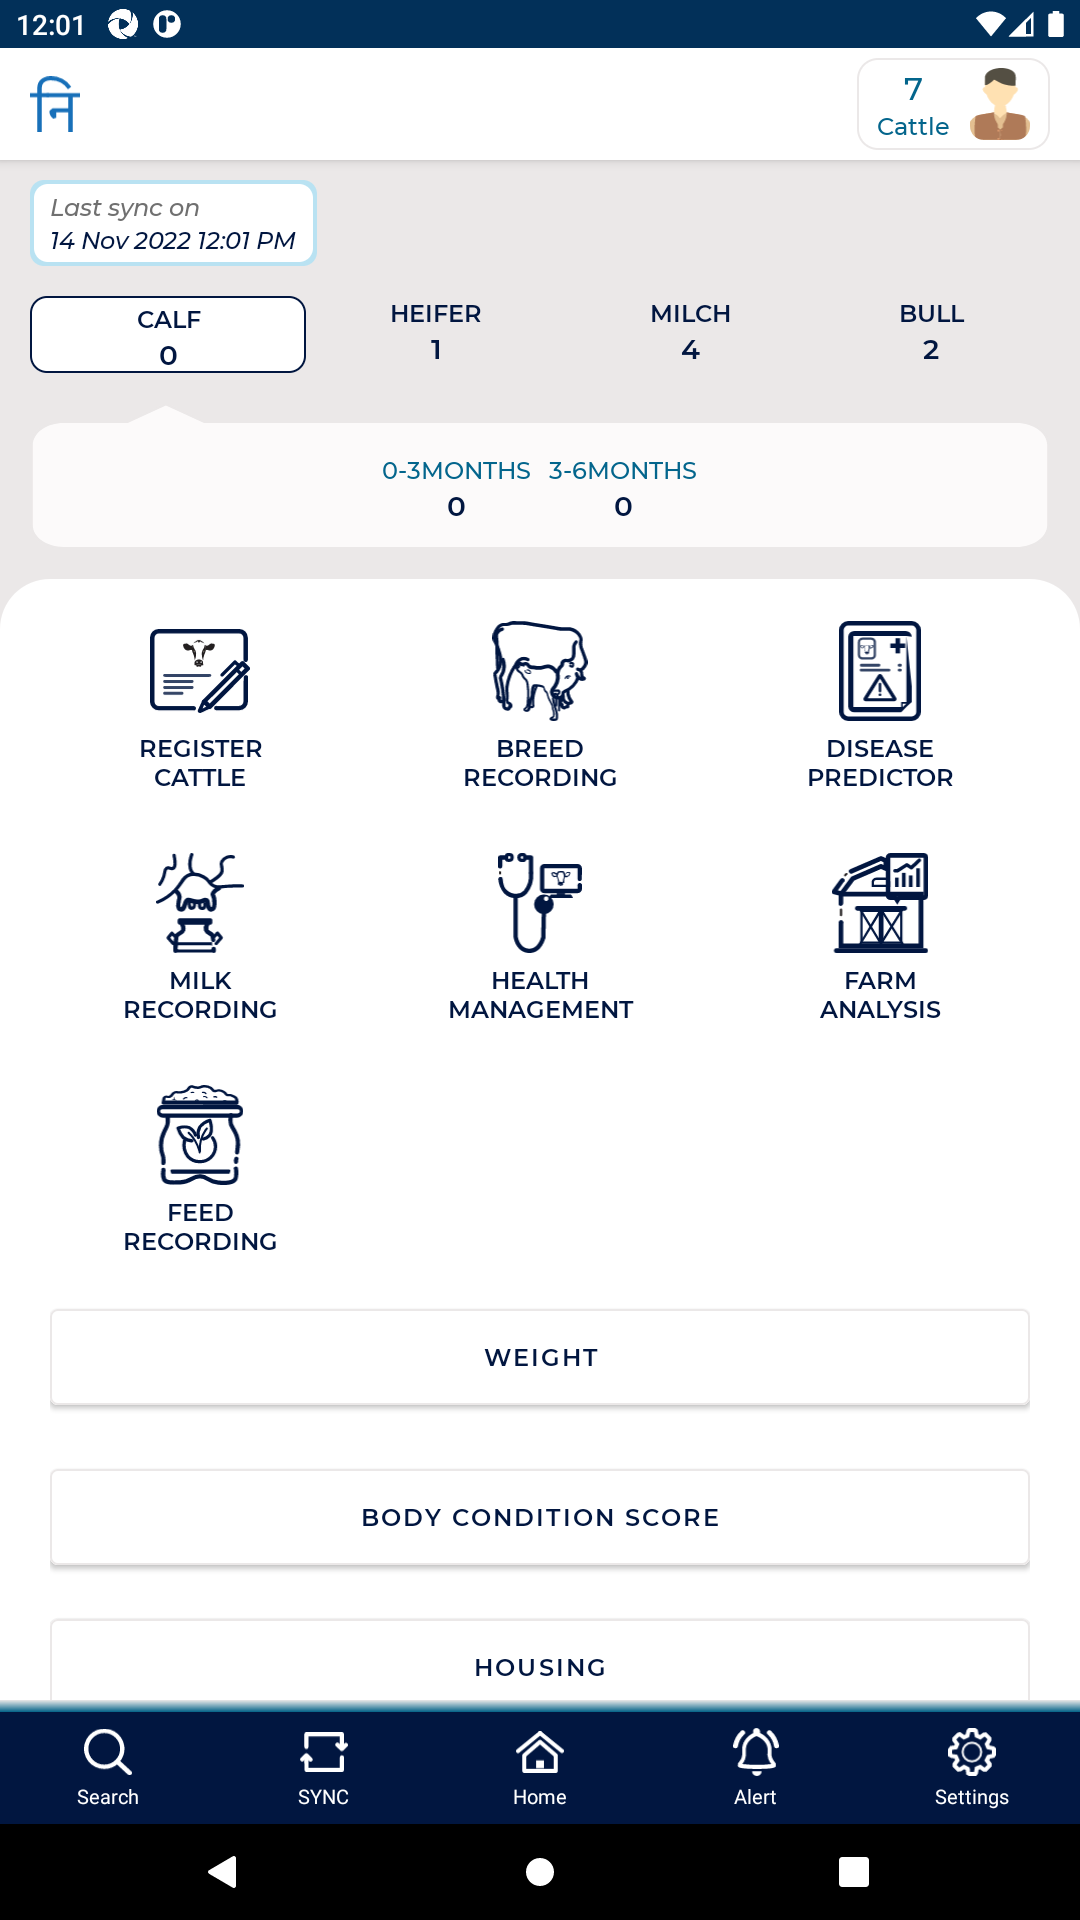 12:01
नि
7
Cattle
Last sync on
14 Nov 2022 12:01 PM
CALF
0
HEIFER
1
MILCH
4
BULL
2
0-3MONTHS
0
3-6MONTHS
0
REGISTER
CATTLE
BREED
RECORDING
DISEASE
PREDICTOR
MILK
RECORDING
HEALTH
MANAGEMENT
FARM
ANALYSIS
FEED
RECORDING
WEIGHT
BODY CONDITION SCORE
HOUSING
Search
SYNC
Home
Alert
Settings